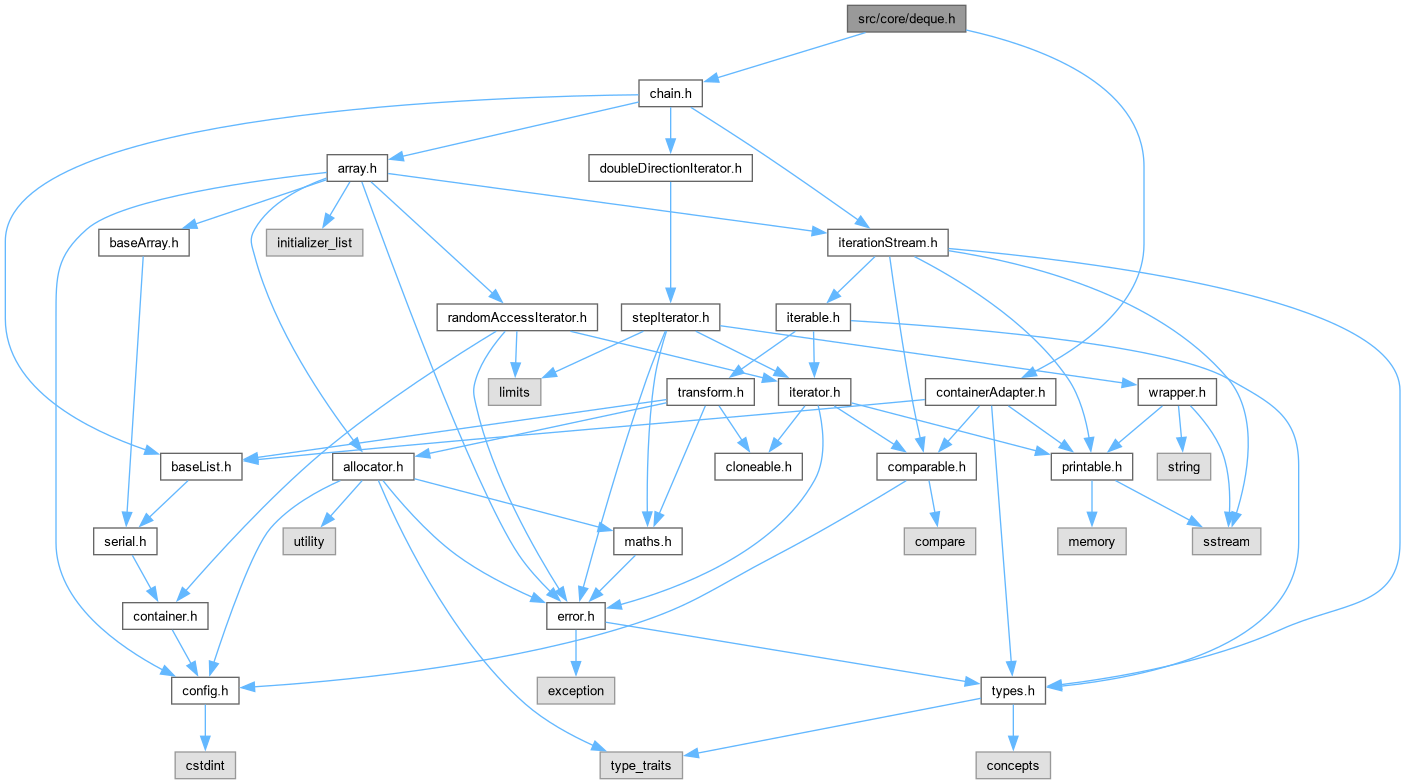 src/core/deque.h
chain.h
array.h
doubleDirectionIterator.h
baseArray.h
initializer_list
iterationStream.h
randomAccessIterator.h
stepIterator.h
iterable.h
limits
transform.h
iterator.h
containerAdapter.h
wrapper.h
baseList.h
allocator.h
cloneable.h
comparable.h
printable.h
string
serial.h
utility
maths.h
compare
memory
sstream
container.h
error.h
config.h
exception
types.h
cstdint
type_traits
concepts